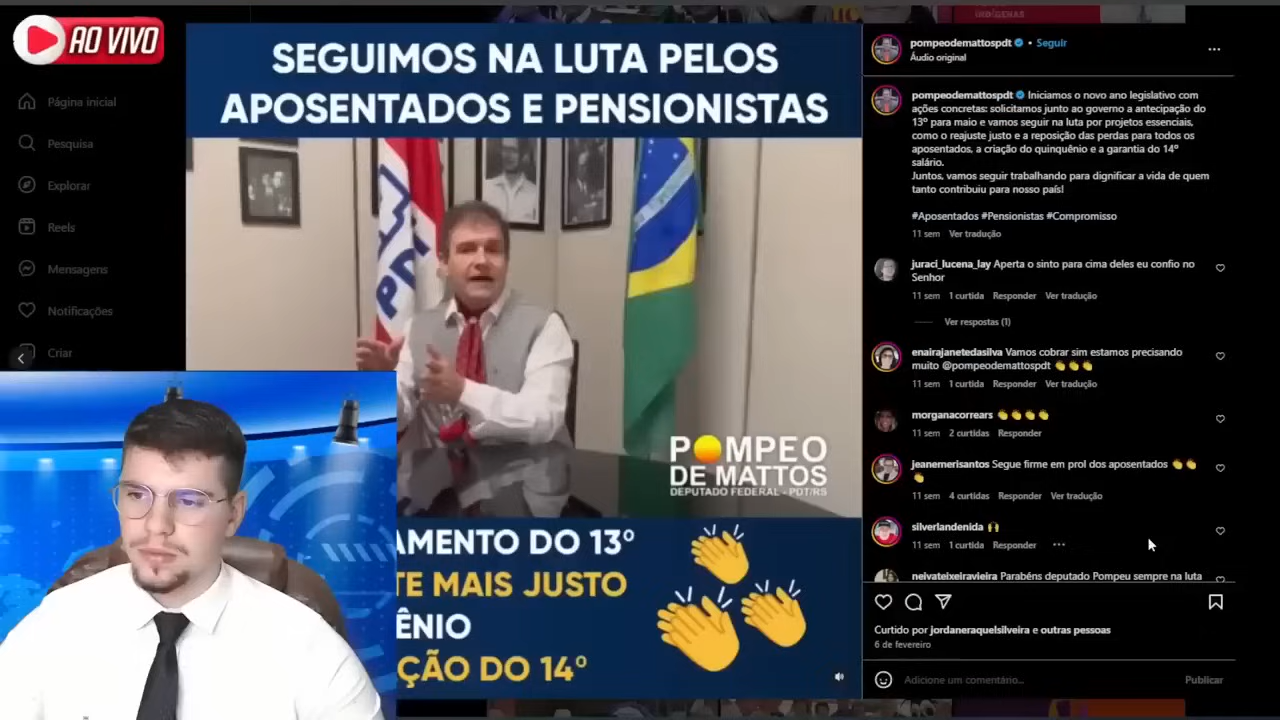 AO VIVO
Página inicial
Pesquisa
Explorar
Reels
Mensagens
Notificações
Criar
INDÍGENAS
SEGUIMOS NA LUTA PELOS
APOSENTADOS E PENSIONISTAS
POMPEO
DE MATTOS
DEPUTADO FEDERAL - PDT/RS
AMENTO DO 13º
TE MAIS JUSTO
ÊNIO
ÇÃO DO 14º
pompeodemattospdt • Seguir
Áudio original
pompeodemattospdt Iniciamos o novo ano legislativo com
ações concretas: solicitamos junto ao governo a antecipação do
13º para maio e vamos seguir na luta por projetos essenciais,
como o reajuste justo e a reposição das perdas para todos os
aposentados, a criação do quinquênio e a garantia do 14º
salário.
Juntos, vamos seguir trabalhando para dignificar a vida de quem
tanto contribuiu para nosso país!
#Aposentados #Pensionistas #Compromisso
11 sem Ver tradução
juraci_lucena_lay Aperta o sinto para cima deles eu confio no
Senhor
11 sem 1 curtida Responder Ver tradução
Ver respostas (1)
enairajanetedasilva Vamos cobrar sim estamos precisando
muito @pompeodemattospdt 👏👏👏
11 sem 1 curtida Responder Ver tradução
morganacorrears 👏👏👏👏
11 sem 2 curtidas Responder
jeanemerisantos Segue firme em prol dos aposentados 👏👏
👏
11 sem 4 curtidas Responder Ver tradução
silverlandenida 🙌
11 sem 1 curtida Responder •••
neivateixeiravieira Parabéns deputado Pompeu sempre na luta
Curtido por jordaneraquelsilveira e outras pessoas
6 de fevereiro
Adicione um comentário...
Publicar